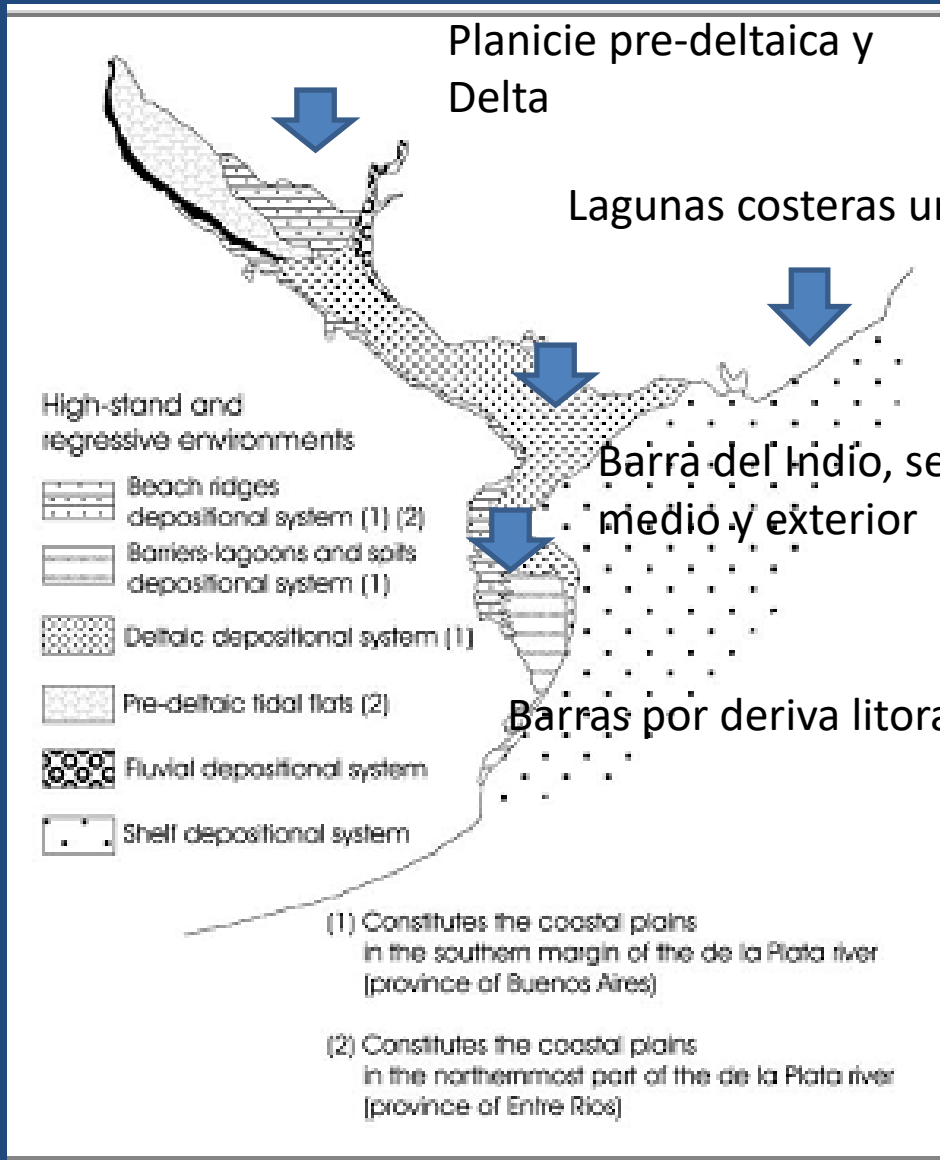 Planicie pre-deltaica y
Delta
Lagunas costeras
Barra del Indio,
medio y exterior
Barras por deriva
High-stand and
regressive environments
Beach ridges
depositional system (1) (2)
Barriers-lagoons and spits
depositional system (1)
Deltaic depositional system (1)
Pre-deltaic tidal flats (2)
Fluvial depositional system
Shelf depositional system
(1) Constitutes the coastal plains
in the southern margin of the de la Plata river
(province of Buenos Aires)
(2) Constitutes the coastal plains
in the northernmost part of the de la Plata river
(province of Entre Rios)